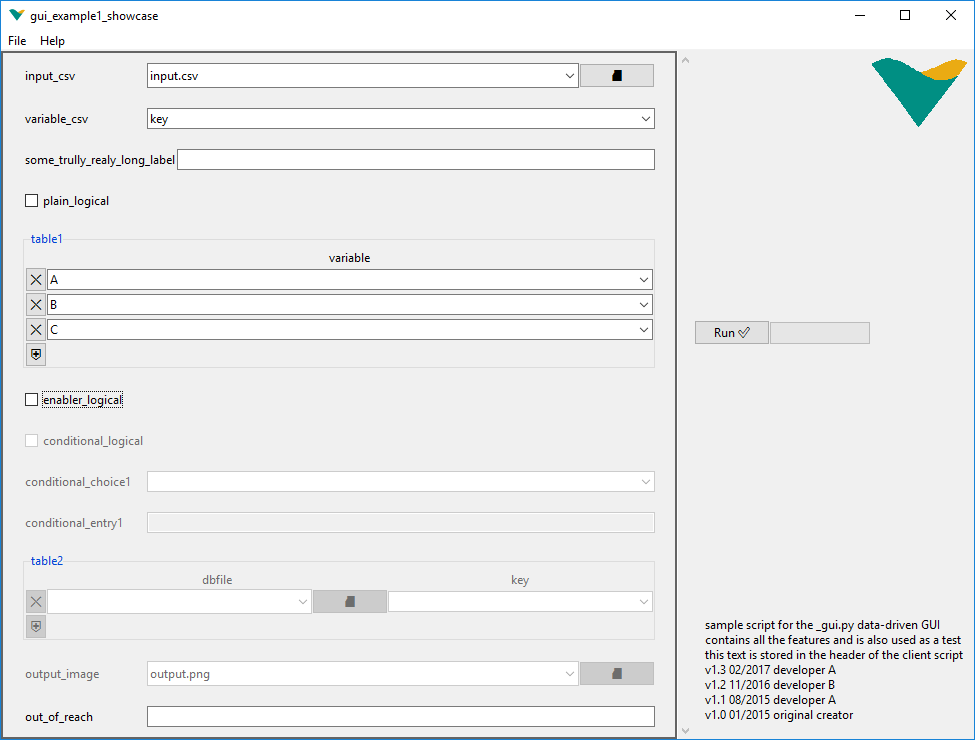 gui_example1_showcase
File Help
input_csv input.csv
variable_csv key
some_trully_realy_long_label
plain_logical
table1
variable
A
B
C
Run
enabler_logical
conditional_logical
conditional_choice1
conditional_entry1
table2
dbfile key
output_image output.png
out_of_reach
sample script for the _gui.py data-driven GUI
contains all the features and is also used as a test
this text is stored in the header of the client script
v1.3 02/2017 developer A
v1.2 11/2016 developer B
v1.1 08/2015 developer A
v1.0 01/2015 original creator